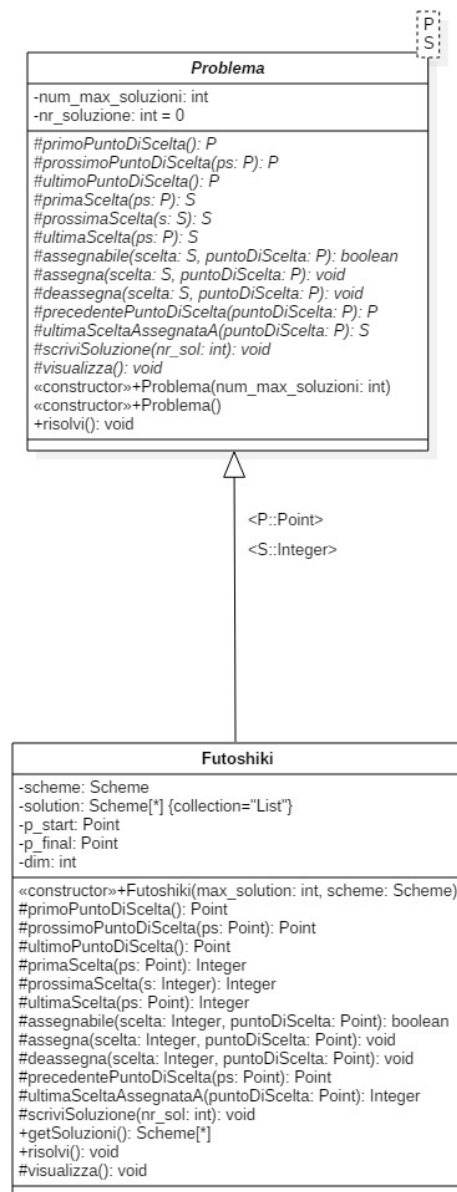 P
S
Problema
-num_max_soluzioni: int
-nr_soluzione: int = 0
#primoPuntoDiScelta(): P
#prossimoPuntoDiScelta(ps: P): P
#ultimoPuntoDiScelta(): P
#primaScelta(ps: P): S
#prossimaScelta(s: S): S
#ultimaScelta(ps: P): S
#assegnabile(scelta: S, puntoDiScelta: P): boolean
#assegna(scelta: S, puntoDiScelta: P): void
#deassegna(scelta: S, puntoDiScelta: P): void
#precedentePuntoDiScelta(puntoDiScelta: P): P
#ultimaSceltaAssegnataA(puntoDiScelta: P): S
#scriviSoluzione(nr_sol: int): void
#visualizza(): void
«constructor»+Problema(num_max_soluzioni: int)
«constructor»+Problema()
+risolvi(): void
<P::Point>
<S::Integer>
Futoshiki
-scheme: Scheme
-solution: Scheme[*] {collection="List"}
-p_start: Point
-p_final: Point
-dim: int
«constructor»+Futoshiki(max_solution: int, scheme: Scheme)
#primoPuntoDiScelta(): Point
#prossimoPuntoDiScelta(ps: Point): Point
#ultimoPuntoDiScelta(): Point
#primaScelta(ps: Point): Integer
#prossimaScelta(s: Integer): Integer
#ultimaScelta(ps: Point): Integer
#assegnabile(scelta: Integer, puntoDiScelta: Point): boolean
#assegna(scelta: Integer, puntoDiScelta: Point): void
#deassegna(scelta: Integer, puntoDiScelta: Point): void
#precedentePuntoDiScelta(ps: Point): Point
#ultimaSceltaAssegnataA(puntoDiScelta: Point): Integer
#scriviSoluzione(nr_sol: int): void
+getSoluzioni(): Scheme[*]
+risolvi(): void
#visualizza(): void